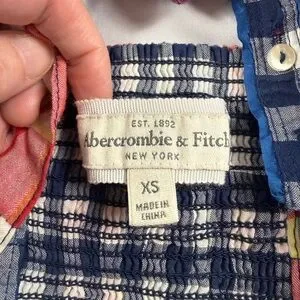 EST. 1892
Abercrombie & Fitch
NEW YORK
XS
MADE IN
CHINA